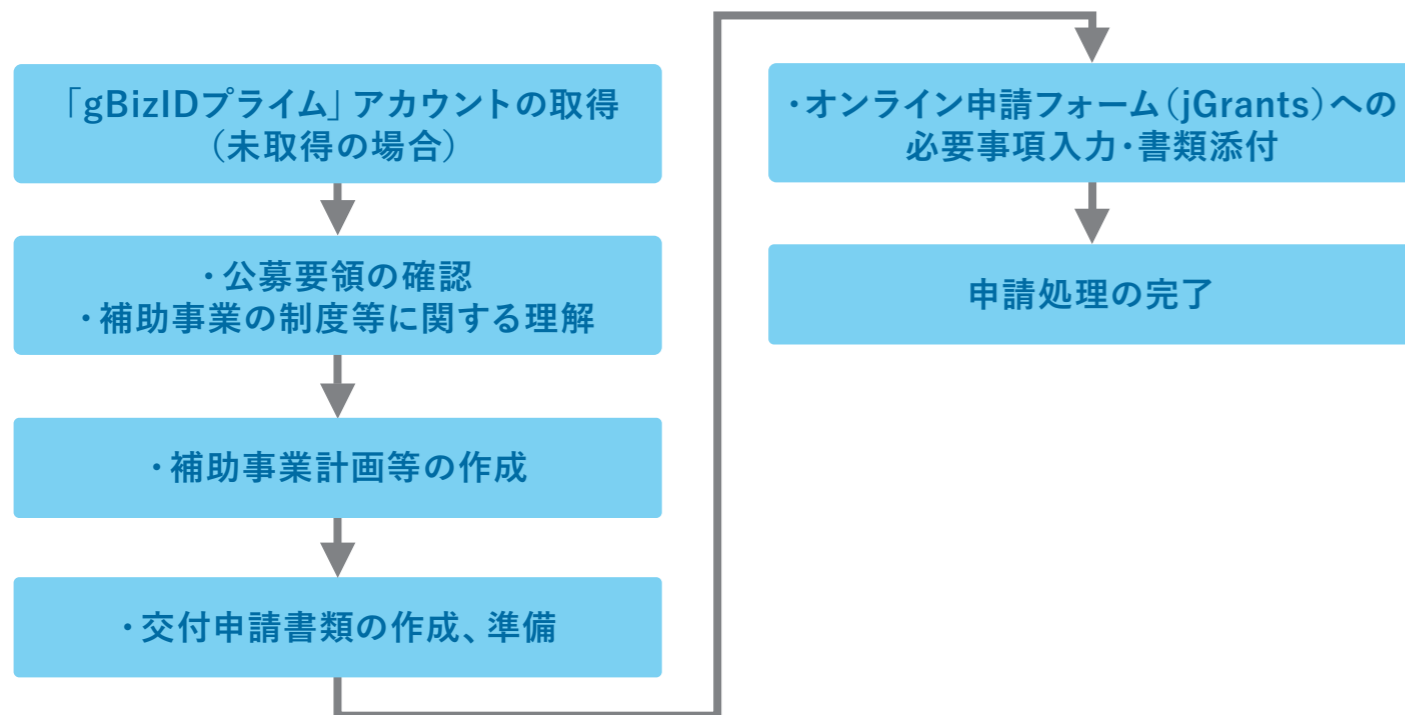 「gBizIDプライム」アカウントの取得
（未取得の場合）
・公募要領の確認
・補助事業の制度等に関する理解
・補助事業計画等の作成
・交付申請書類の作成、準備
・オンライン申請フォーム（jGrants）への
必要事項入力・書類添付
申請処理の完了